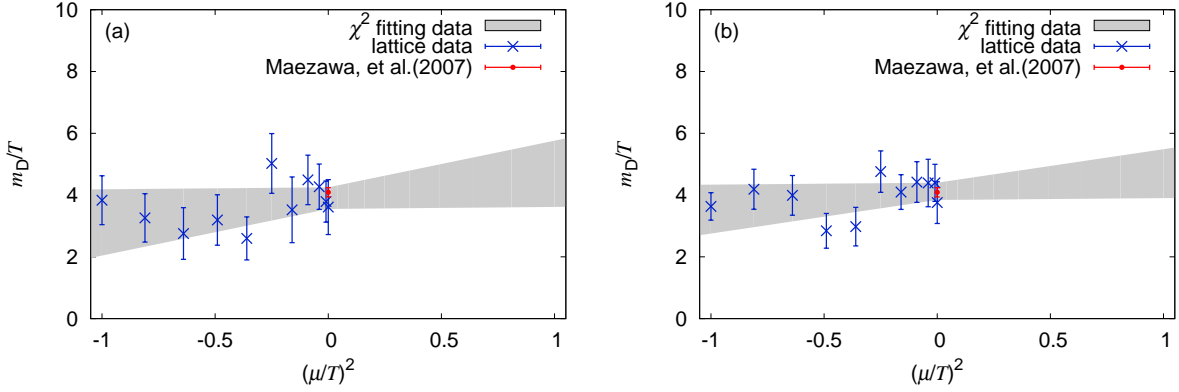 (a)
χ² fitting data
lattice data
Maezawa, et al.(2007)
m_D/T
10
8
6
4
2
0
-1
-0.5
0
0.5
1
(μ/T)²
(b)
χ² fitting data
lattice data
Maezawa, et al.(2007)
m_D/T
10
8
6
4
2
0
-1
-0.5
0
0.5
1
(μ/T)²